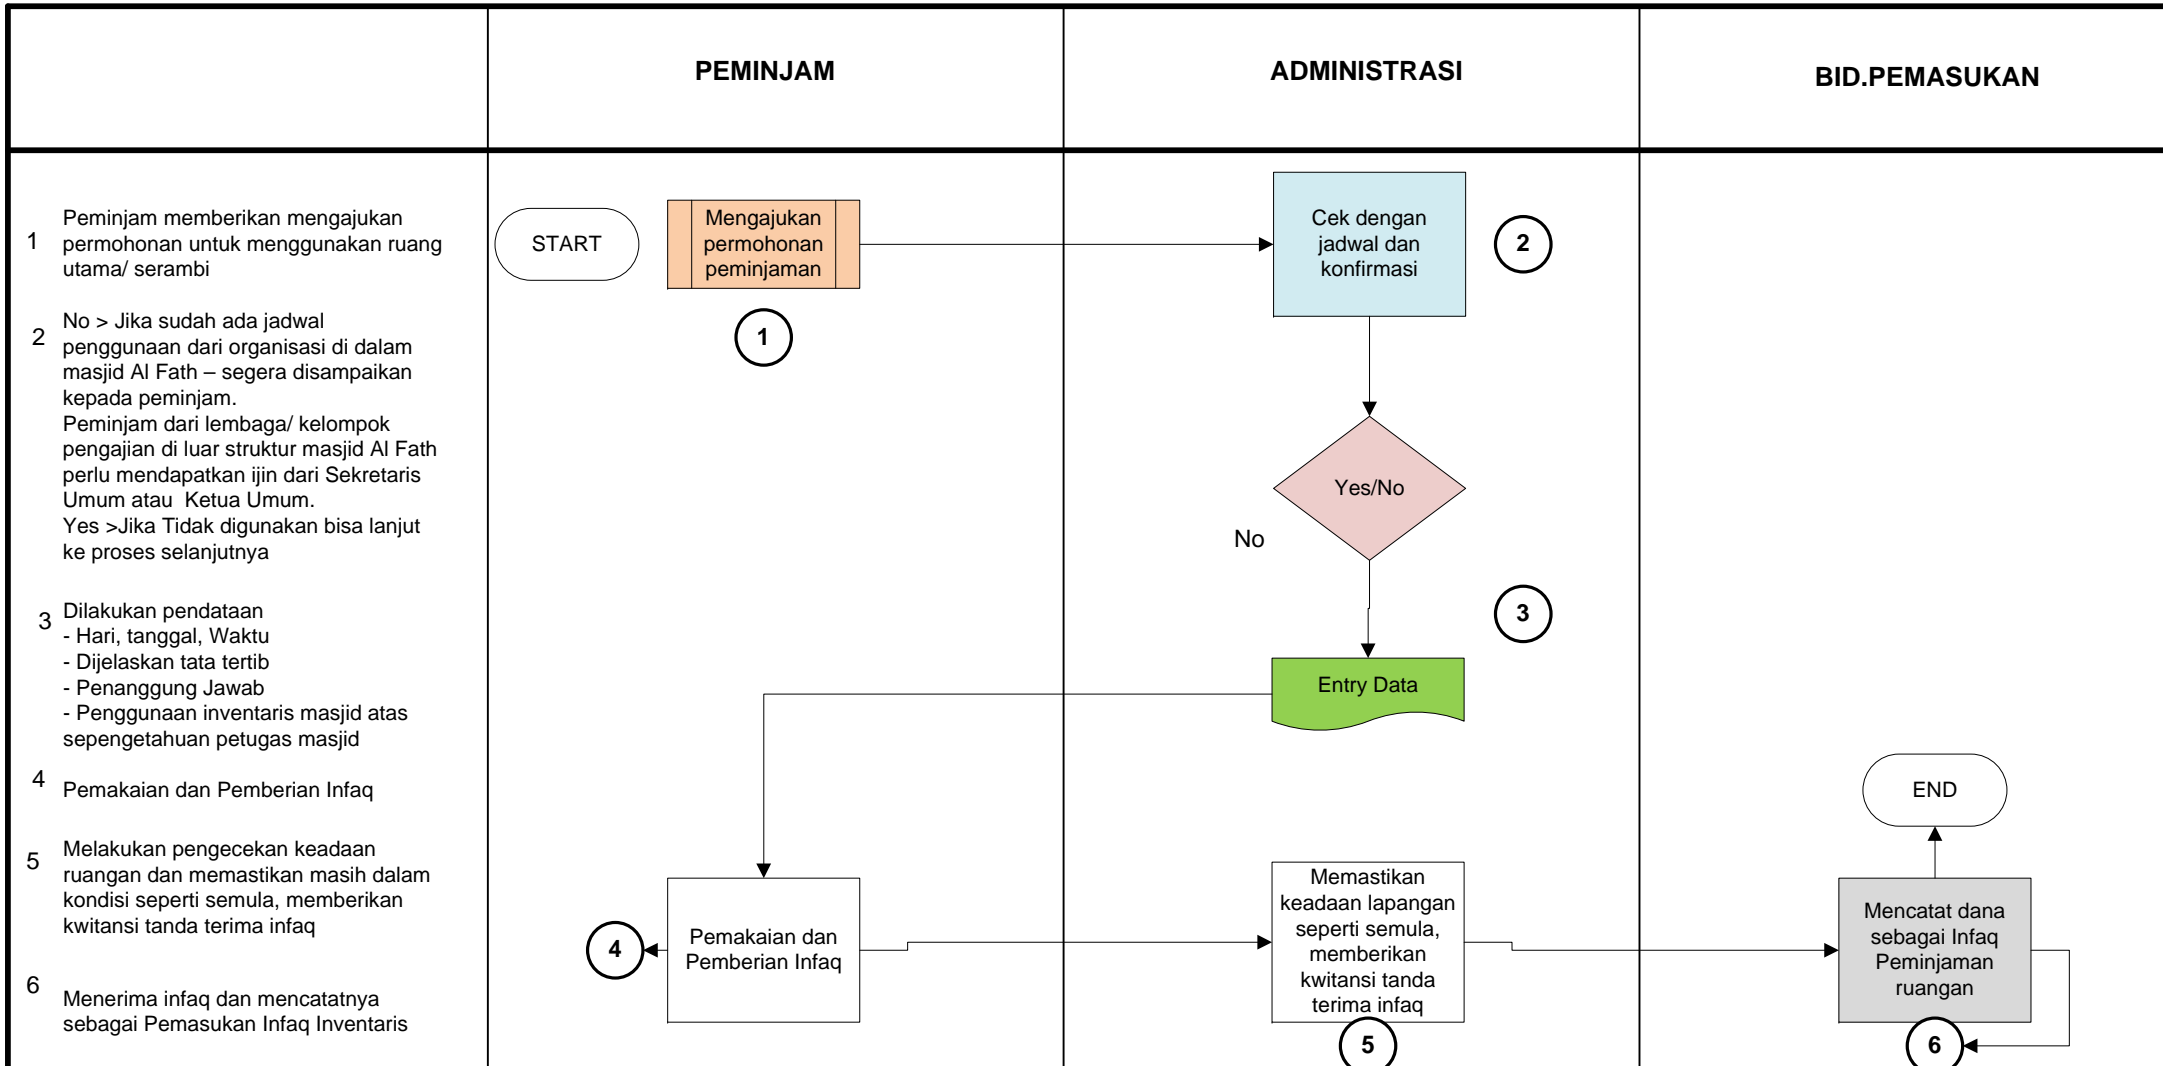 PEMINJAM
ADMINISTRASI
BID.PEMASUKAN
1
Peminjam memberikan mengajukan
permohonan untuk menggunakan ruang
utama/ serambi
2
No > Jika sudah ada jadwal
penggunaan dari organisasi di dalam
masjid Al Fath – segera disampaikan
kepada peminjam.
Peminjam dari lembaga/ kelompok
pengajian di luar struktur masjid Al Fath
perlu mendapatkan ijin dari Sekretaris
Umum atau  Ketua Umum.
Yes >Jika Tidak digunakan bisa lanjut
ke proses selanjutnya
3
Dilakukan pendataan
- Hari, tanggal, Waktu
- Dijelaskan tata tertib
- Penanggung Jawab
- Penggunaan inventaris masjid atas
sepengetahuan petugas masjid
4
Pemakaian dan Pemberian Infaq
5
Melakukan pengecekan keadaan
ruangan dan memastikan masih dalam
kondisi seperti semula, memberikan
kwitansi tanda terima infaq
6
Menerima infaq dan mencatatnya
sebagai Pemasukan Infaq Inventaris
START
Mengajukan
permohonan
peminjaman
1
Cek dengan
jadwal dan
konfirmasi
2
Yes/No
No
3
Entry Data
4
Pemakaian dan
Pemberian Infaq
Memastikan
keadaan lapangan
seperti semula,
memberikan
kwitansi tanda
terima infaq
5
END
Mencatat dana
sebagai Infaq
Peminjaman
ruangan
6